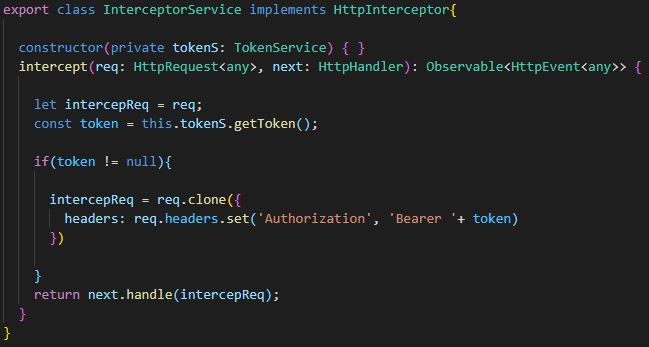 export class InterceptorService implements HttpInterceptor{
constructor(private tokenS: TokenService) { }
intercept(req: HttpRequest<any>, next: HttpHandler): Observable<HttpEvent<any>> {
let intercepReq = req;
const token = this.tokenS.getToken();
if(token != null){
intercepReq = req.clone({
headers: req.headers.set('Authorization', 'Bearer '+ token)
})
}
return next.handle(intercepReq);
}
}